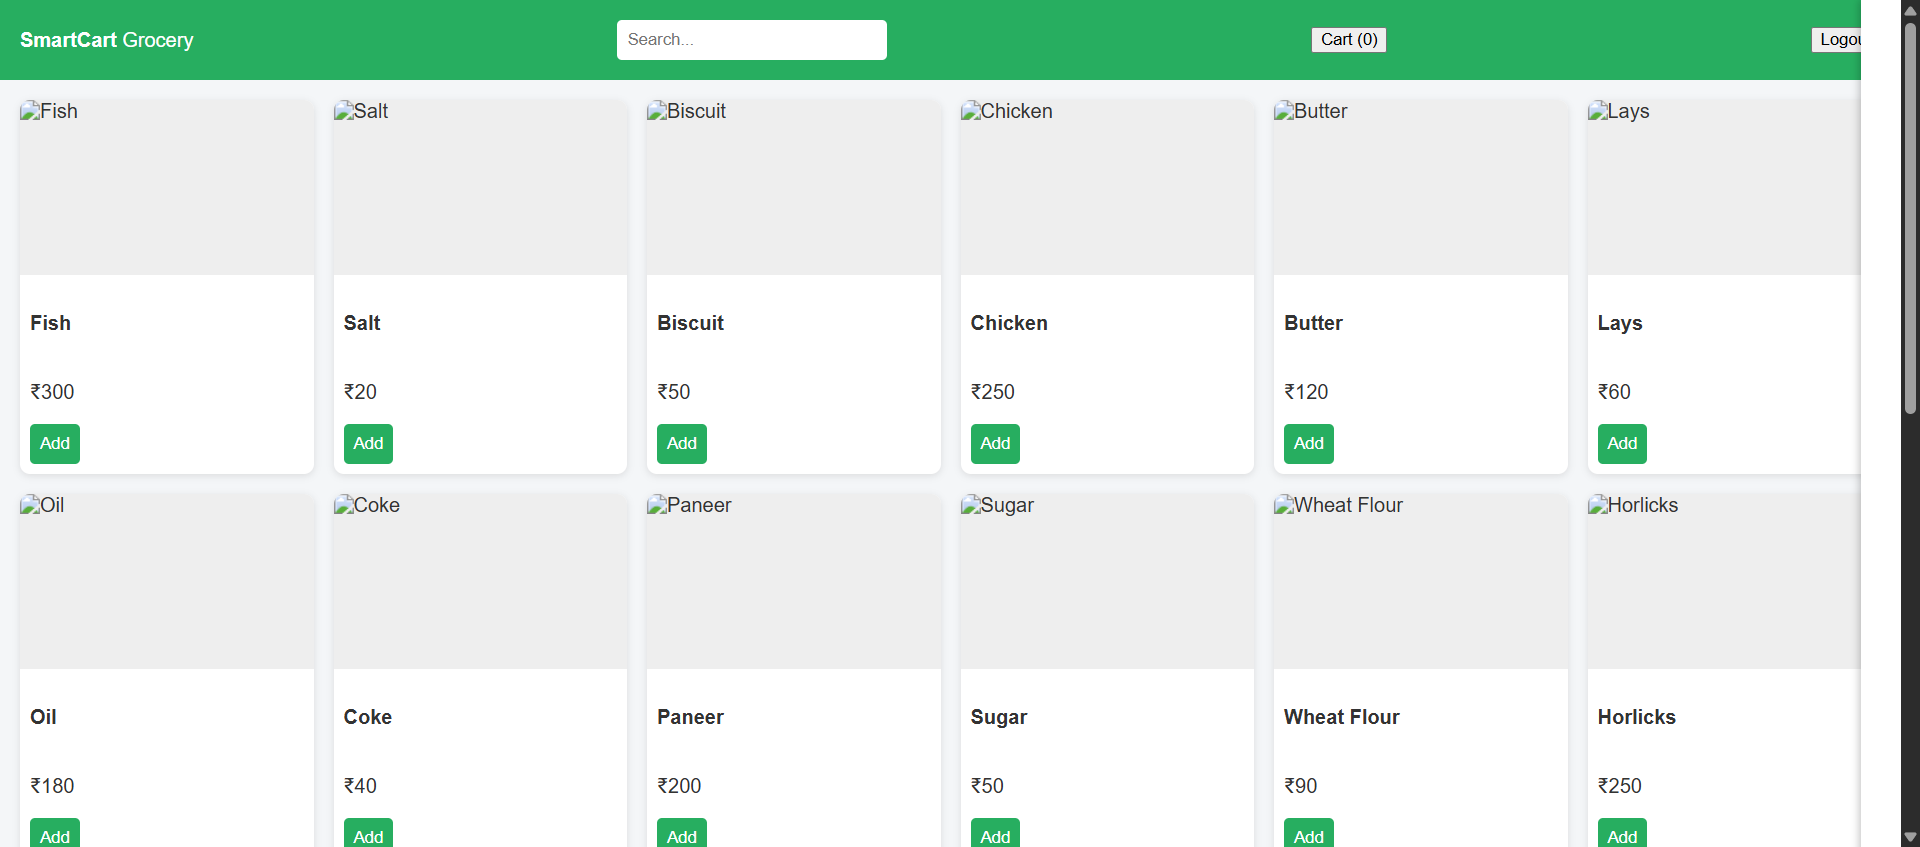 SmartCart Grocery
Search...
Cart (0)
Logou
Fish
Salt
Biscuit
Chicken
Butter
Lays
Fish
Salt
Biscuit
Chicken
Butter
Lays
₹300
₹20
₹50
₹250
₹120
₹60
Add
Add
Add
Add
Add
Add
Oil
Coke
Paneer
Sugar
Wheat Flour
Horlicks
Oil
Coke
Paneer
Sugar
Wheat Flour
Horlicks
₹180
₹40
₹200
₹50
₹90
₹250
Add
Add
Add
Add
Add
Add